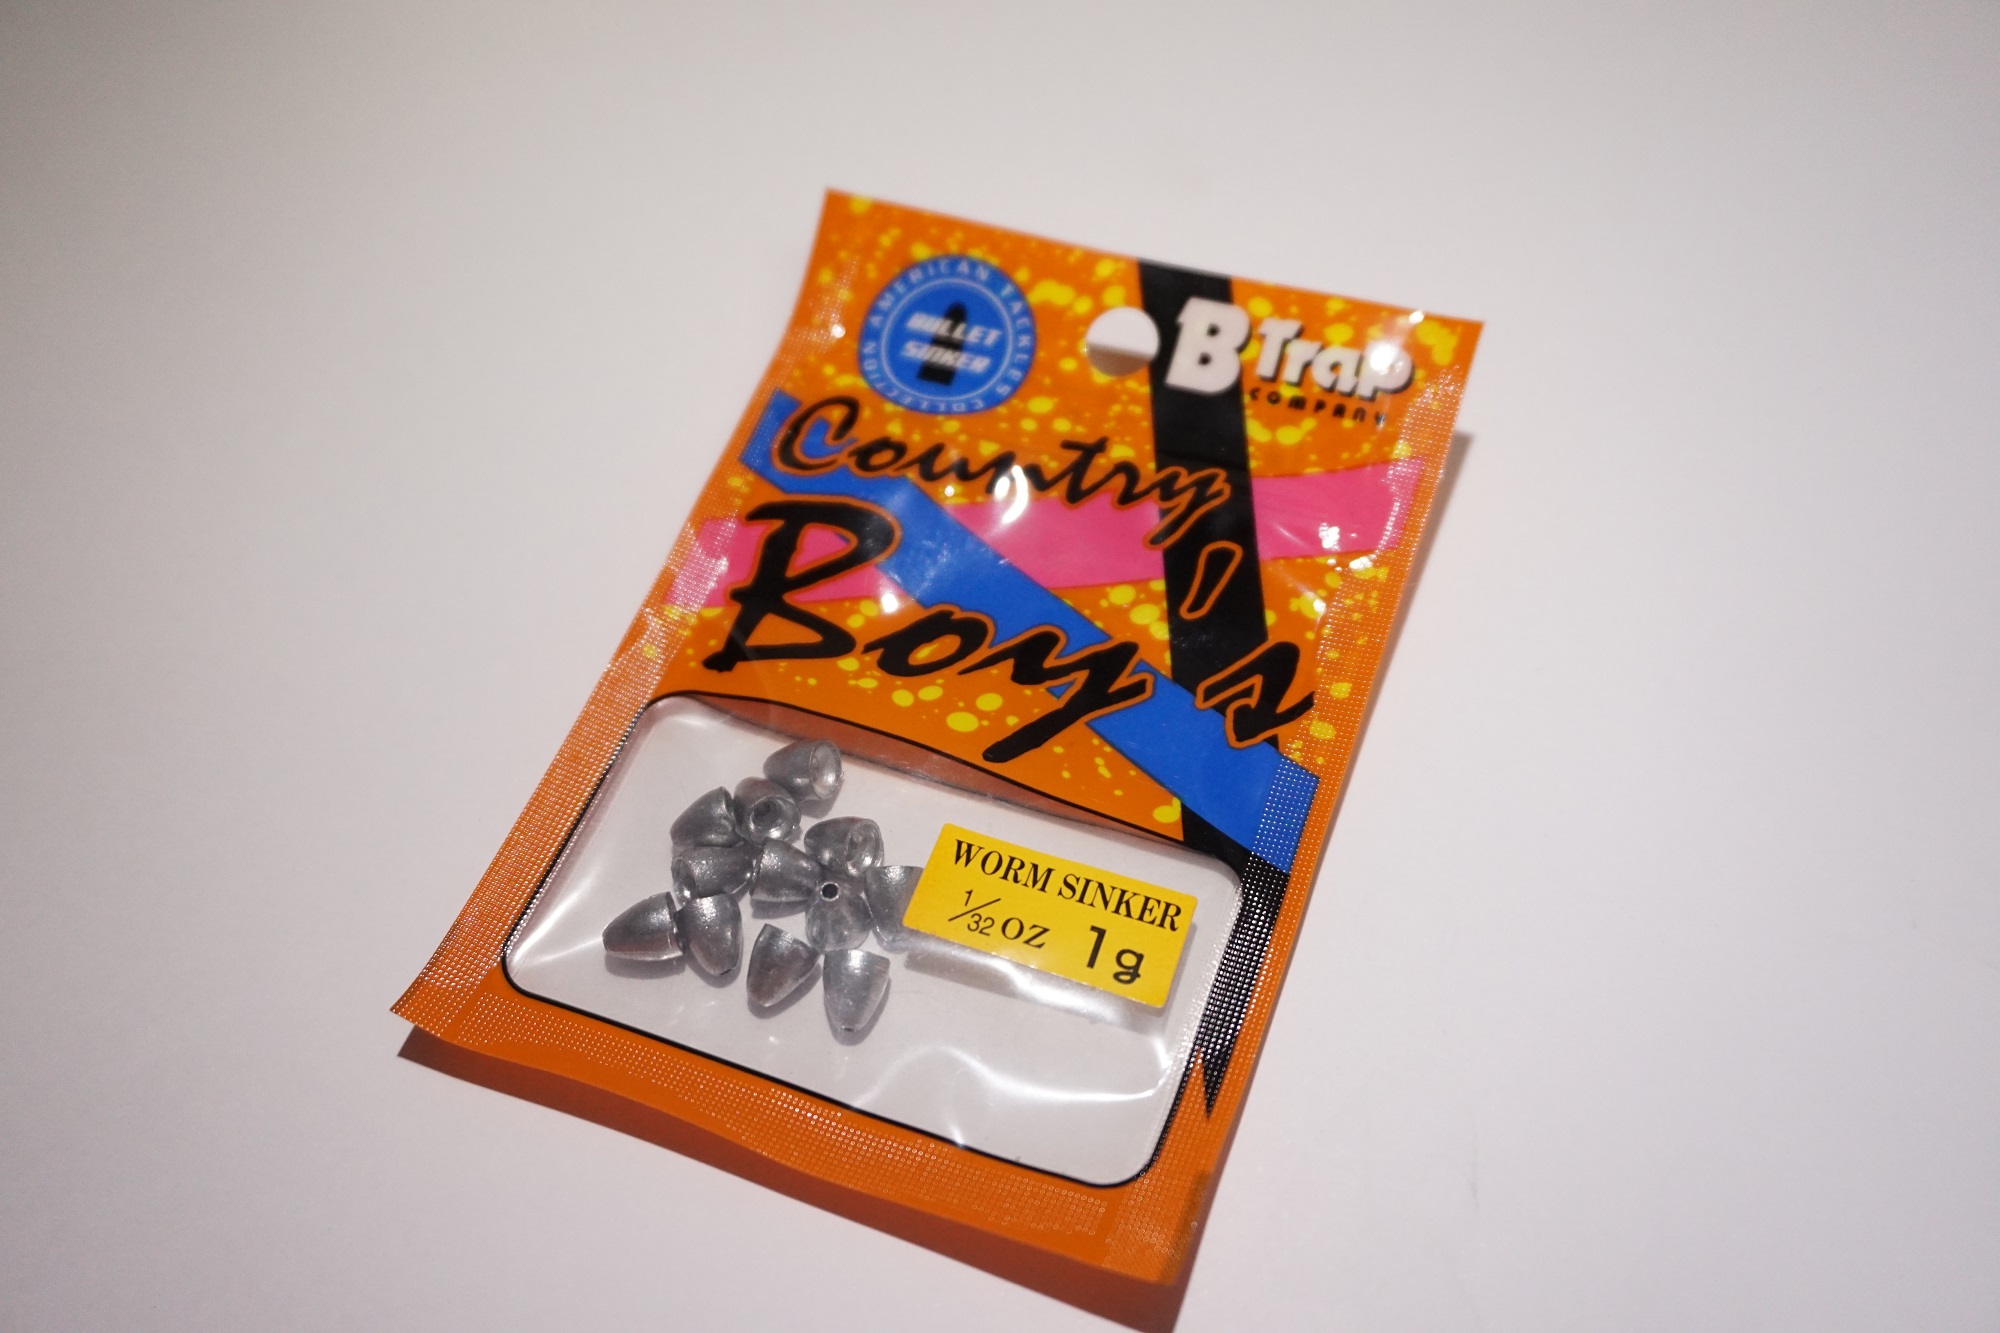 AMERICAN TACKLES COLLECTION
BULLET
SINKER
B Trap
COMPANY
Country
Boy's
WORM SINKER
1/32 OZ 1g